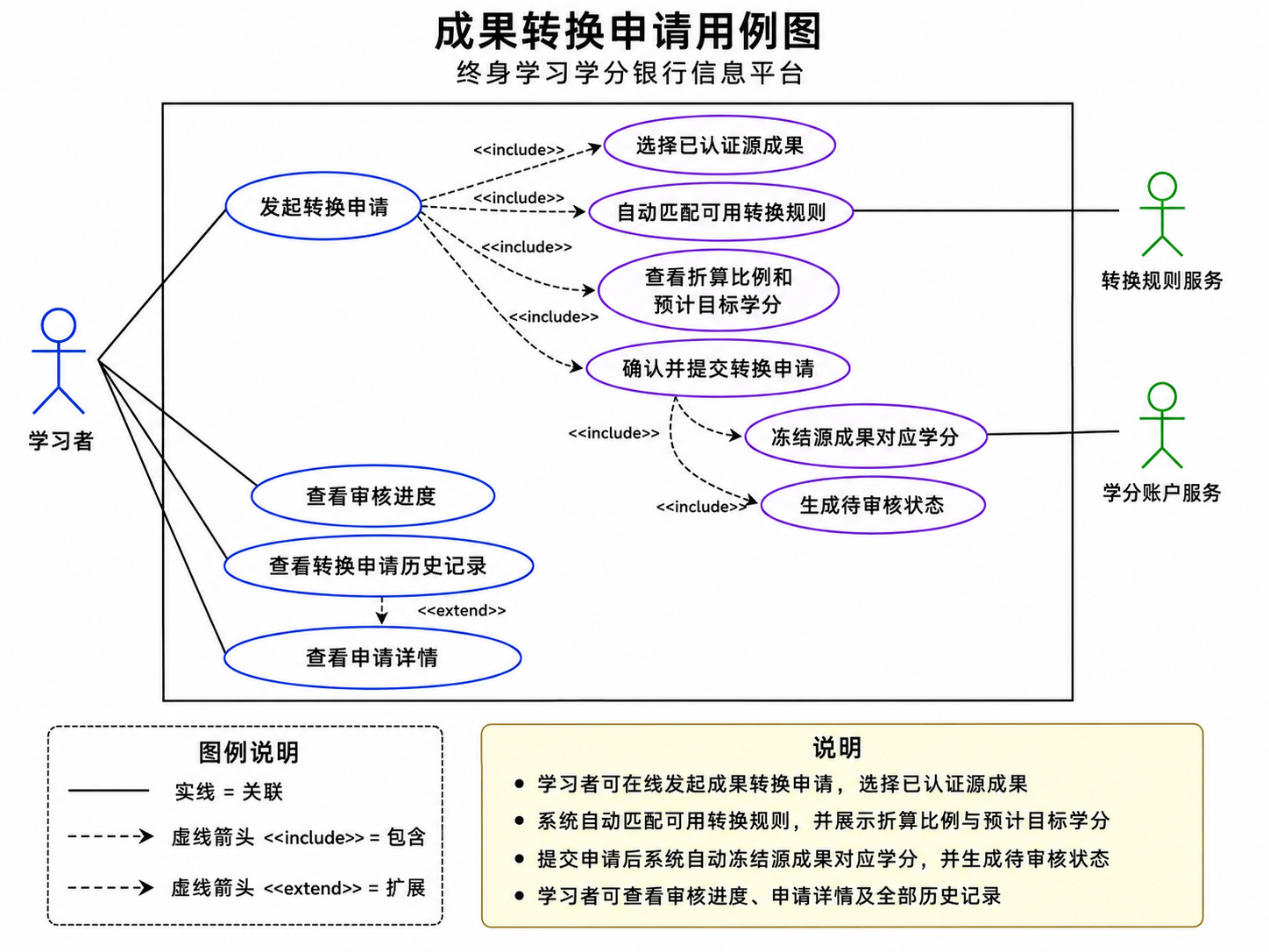 成果转换申请用例图
终身学习学分银行信息平台
<<include>>
选择已认证源成果
发起转换申请
<<include>>
自动匹配可用转换规则
<<include>>
查看折算比例和
预计目标学分
转换规则服务
<<include>>
确认并提交转换申请
学习者
<<include>>
冻结源成果对应学分
学分账户服务
查看审核进度
<<include>>
生成待审核状态
查看转换申请历史记录
<<extend>>
查看申请详情
图例说明
实线 = 关联
虚线箭头 <<include>> = 包含
虚线箭头 <<extend>> = 扩展
说明
● 学习者可在线发起成果转换申请，选择已认证源成果
● 系统自动匹配可用转换规则，并展示折算比例与预计目标学分
● 提交申请后系统自动冻结源成果对应学分，并生成待审核状态
● 学习者可查看审核进度、申请详情及全部历史记录